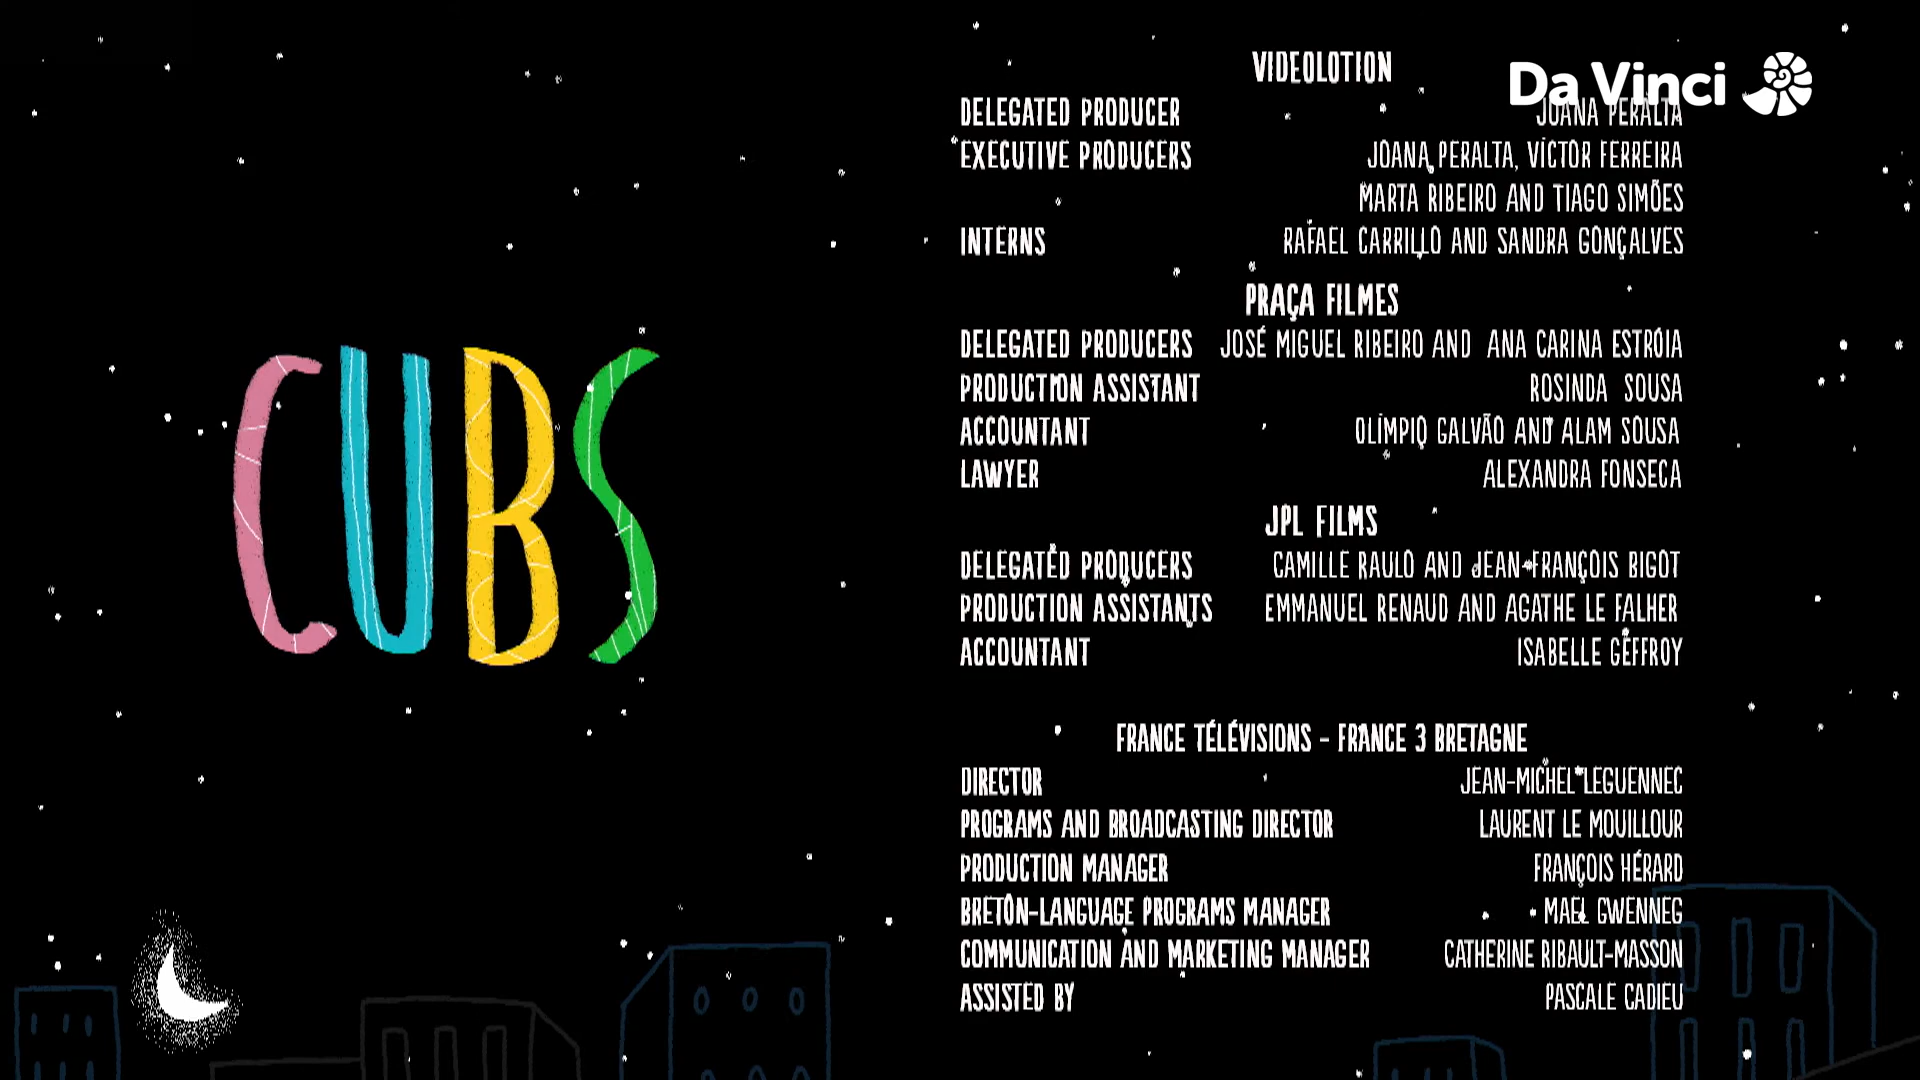 CUBS
Da Vinci
VIDEOLOTION
DELEGATED PRODUCER JOANA PERALTA
EXECUTIVE PRODUCERS JOANA PERALTA, VÍCTOR FERREIRA
MARTA RIBEIRO AND TIAGO SIMÕES
INTERNS RAFAEL CARRILLO AND SANDRA GONÇALVES
PRAÇA FILMES
DELEGATED PRODUCERS JOSÉ MIGUEL RIBEIRO AND ANA CARINA ESTRÓIA
PRODUCTION ASSISTANT ROSINDA SOUSA
ACCOUNTANT OLÍMPIO GALVÃO AND ALAM SOUSA
LAWYER ALEXANDRA FONSECA
JPL FILMS
DELEGATED PRODUCERS CAMILLE RAULO AND JEAN-FRANÇOIS BIGOT
PRODUCTION ASSISTANTS EMMANUEL RENAUD AND AGATHE LE FALHER
ACCOUNTANT ISABELLE GEFFROY
FRANCE TÉLÉVISIONS - FRANCE 3 BRETAGNE
DIRECTOR JEAN-MICHEL LEGUENNEC
PROGRAMS AND BROADCASTING DIRECTOR LAURENT LE MOUILLOUR
PRODUCTION MANAGER FRANÇOIS HÉRARD
BRETON-LANGUAGE PROGRAMS MANAGER MAEL GWENNEG
COMMUNICATION AND MARKETING MANAGER CATHERINE RIBAULT-MASSON
ASSISTED BY PASCALE CADIEU